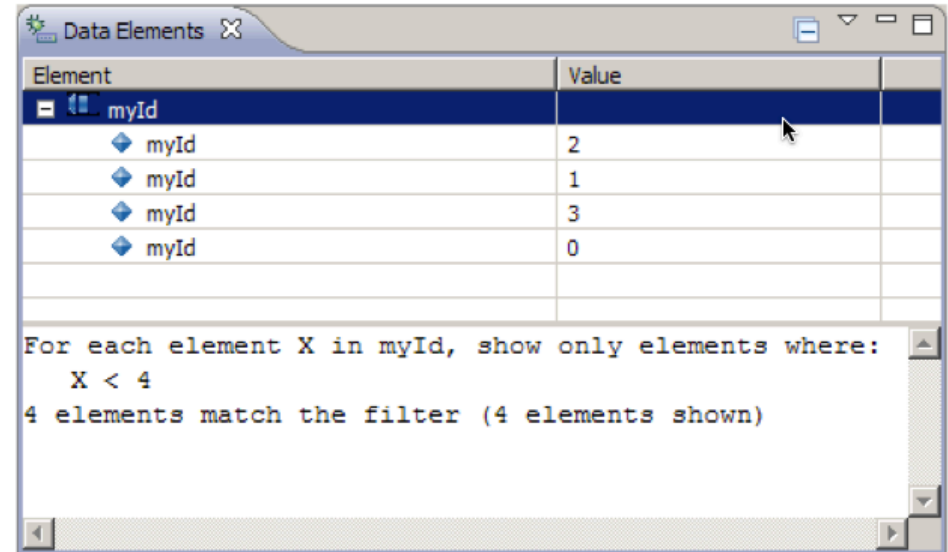 Data Elements
Element Value
myId
myId 2
myId 1
myId 3
myId 0
For each element X in myId, show only elements where:
X < 4
4 elements match the filter (4 elements shown)